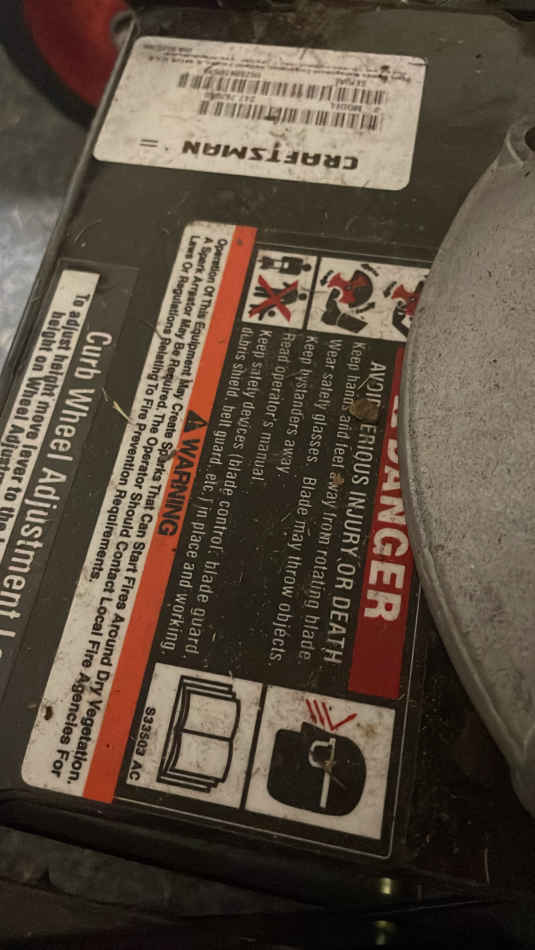 CRAFTSMAN
MODEL
DANGER
AVOID SERIOUS INJURY OR DEATH
Keep hands and feet away from rotating blade.
Wear safety glasses. Blade may throw objects.
Keep bystanders away.
Read operator's manual.
Keep safety devices (blade control, blade guard,
debris shield, belt guard, etc.) in place and working.
S33503 AC
WARNING
Operation Of This Equipment May Create Sparks That Can Start Fires Around Dry Vegetation.
A Spark Arrestor May Be Required. The Operator Should Contact Local Fire Agencies For
Laws Or Regulations Relating To Fire Prevention Requirements.
Curb Wheel Adjustment
To adjust height move lever to the
height on Wheel